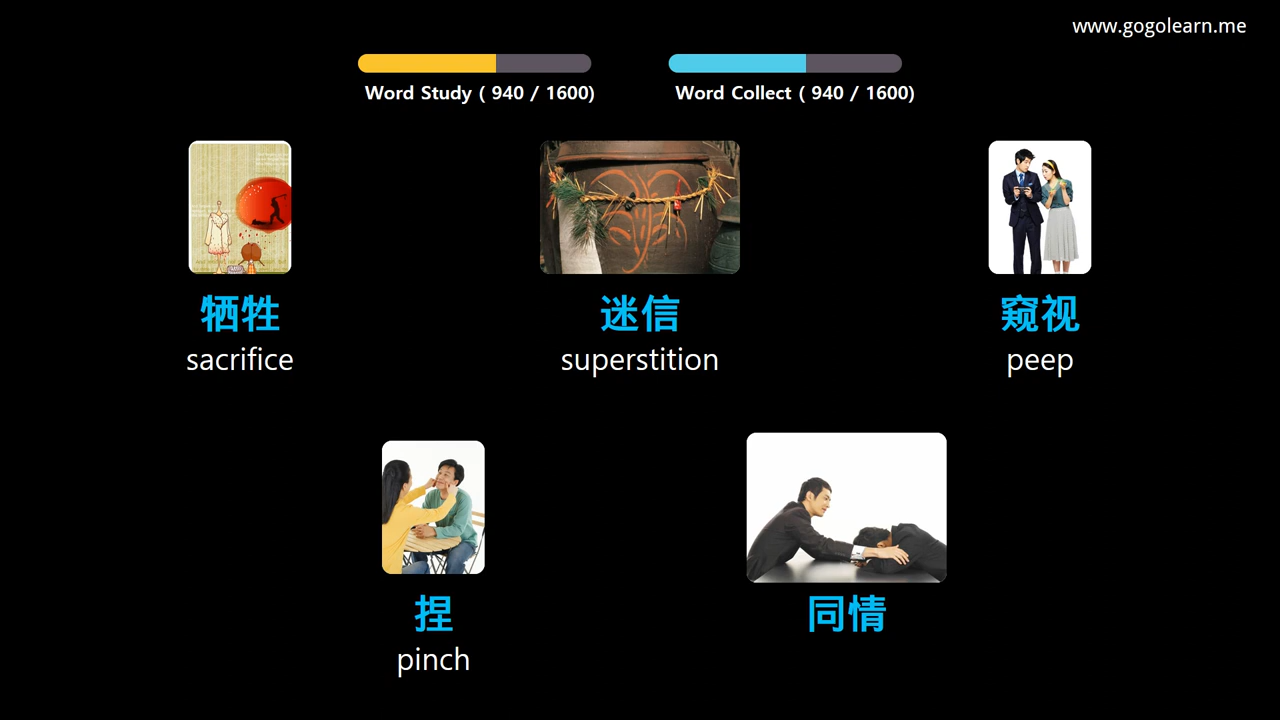 www.gogolearn.me
Word Study ( 940 / 1600)
Word Collect ( 940 / 1600)
牺牲
sacrifice
迷信
superstition
窥视
peep
捏
pinch
同情